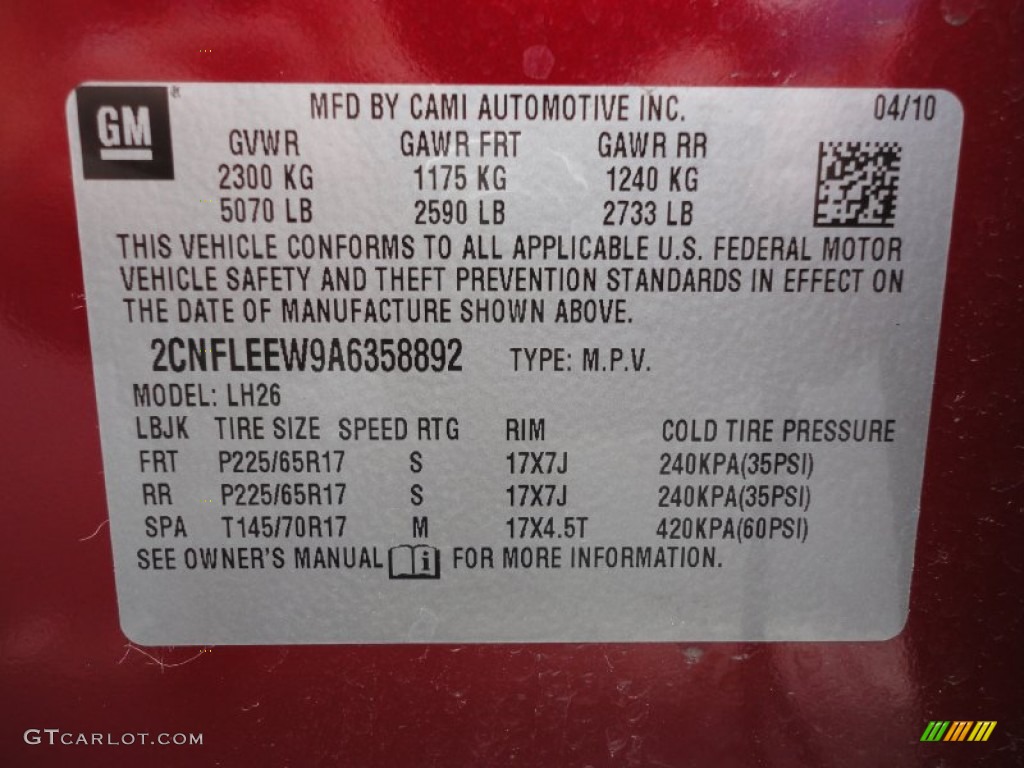 GM
MFD BY CAMI AUTOMOTIVE INC. 04/10
GVWR GAWR FRT GAWR RR
2300 KG 1175 KG 1240 KG
5070 LB 2590 LB 2733 LB
THIS VEHICLE CONFORMS TO ALL APPLICABLE U.S. FEDERAL MOTOR
VEHICLE SAFETY AND THEFT PREVENTION STANDARDS IN EFFECT ON
THE DATE OF MANUFACTURE SHOWN ABOVE.
2CNFLEEW9A6358892 TYPE: M.P.V.
MODEL: LH26
LBJK TIRE SIZE SPEED RTG RIM COLD TIRE PRESSURE
FRT P225/65R17 S 17X7J 240KPA(35PSI)
RR P225/65R17 S 17X7J 240KPA(35PSI)
SPA T145/70R17 M 17X4.5T 420KPA(60PSI)
SEE OWNER'S MANUAL i FOR MORE INFORMATION.
GTCARLOT.COM